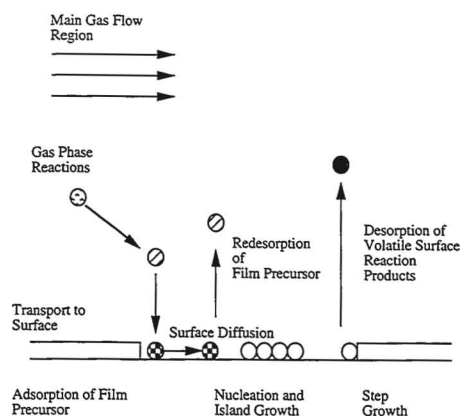 Main Gas Flow
Region
Gas Phase
Reactions
Redesorption
of
Film Precursor
Desorption of
Volatile Surface
Reaction
Products
Transport to
Surface
Surface Diffusion
Adsorption of Film
Precursor
Nucleation and
Island Growth
Step
Growth